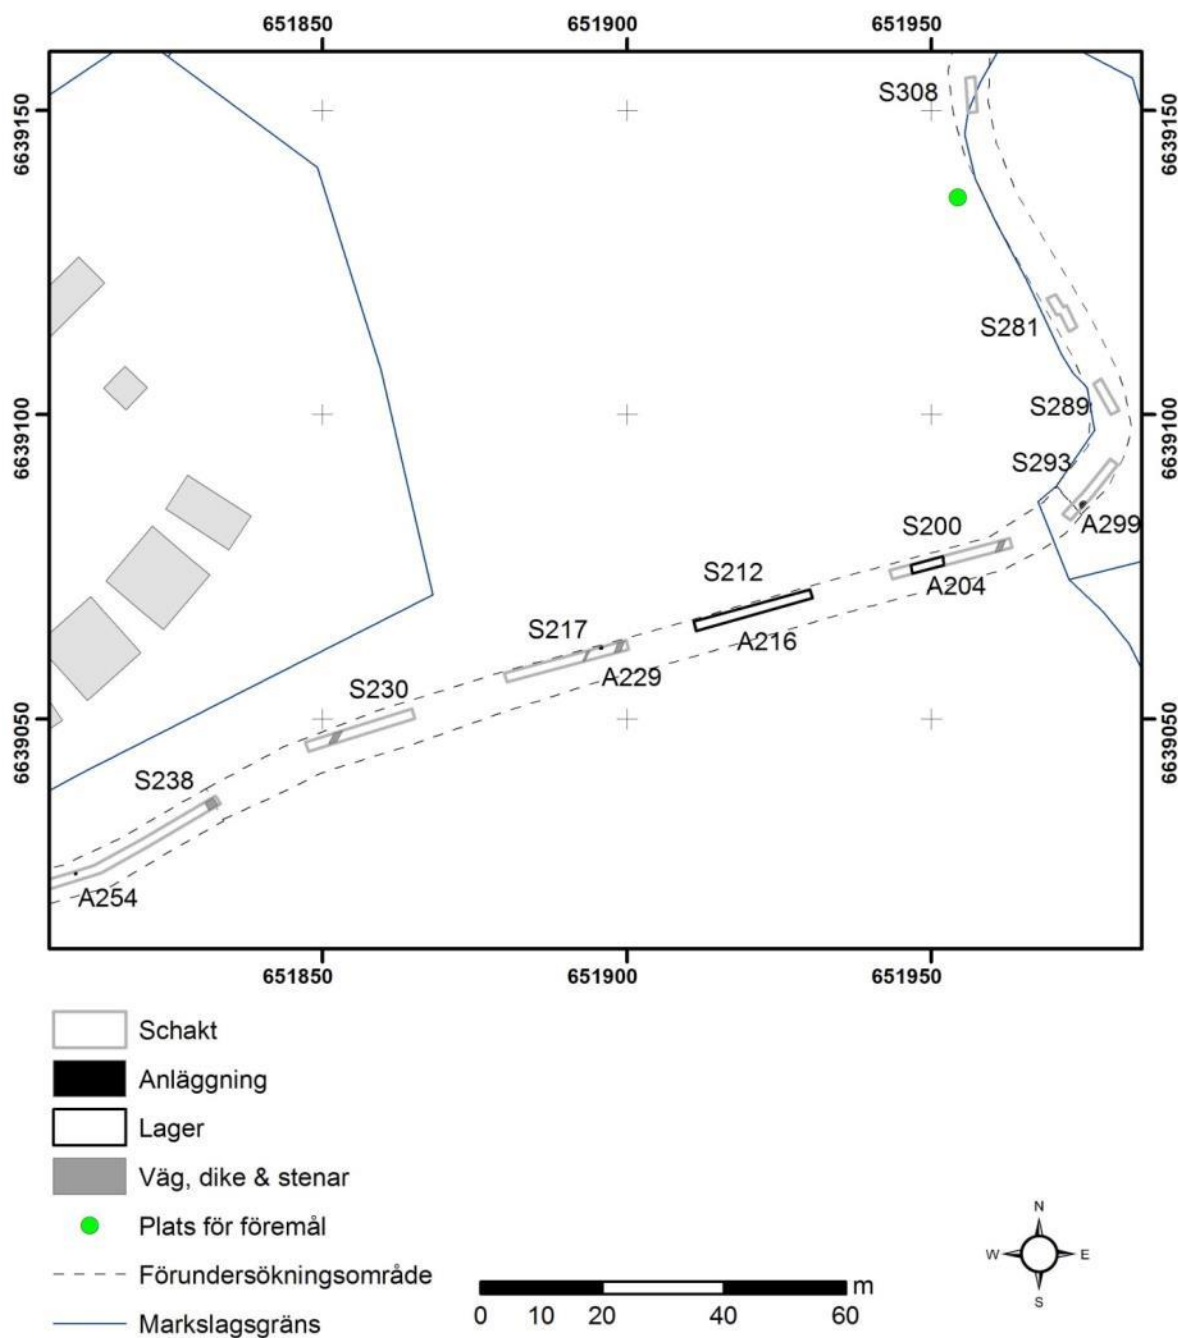 651850 651900 651950
S308
6639150 6639150
S281
6639100 S289 6639100
S293
S200 A299
S212 A204
S217 A216
A229
S230
6639050 6639050
S238
A254
651850 651900 651950
Schakt
Anläggning
Lager
Väg, dike & stenar
Plats för föremål
Förundersökningsområde
Markslagsgräns
0 10 20 40 60 m
N
W E
S